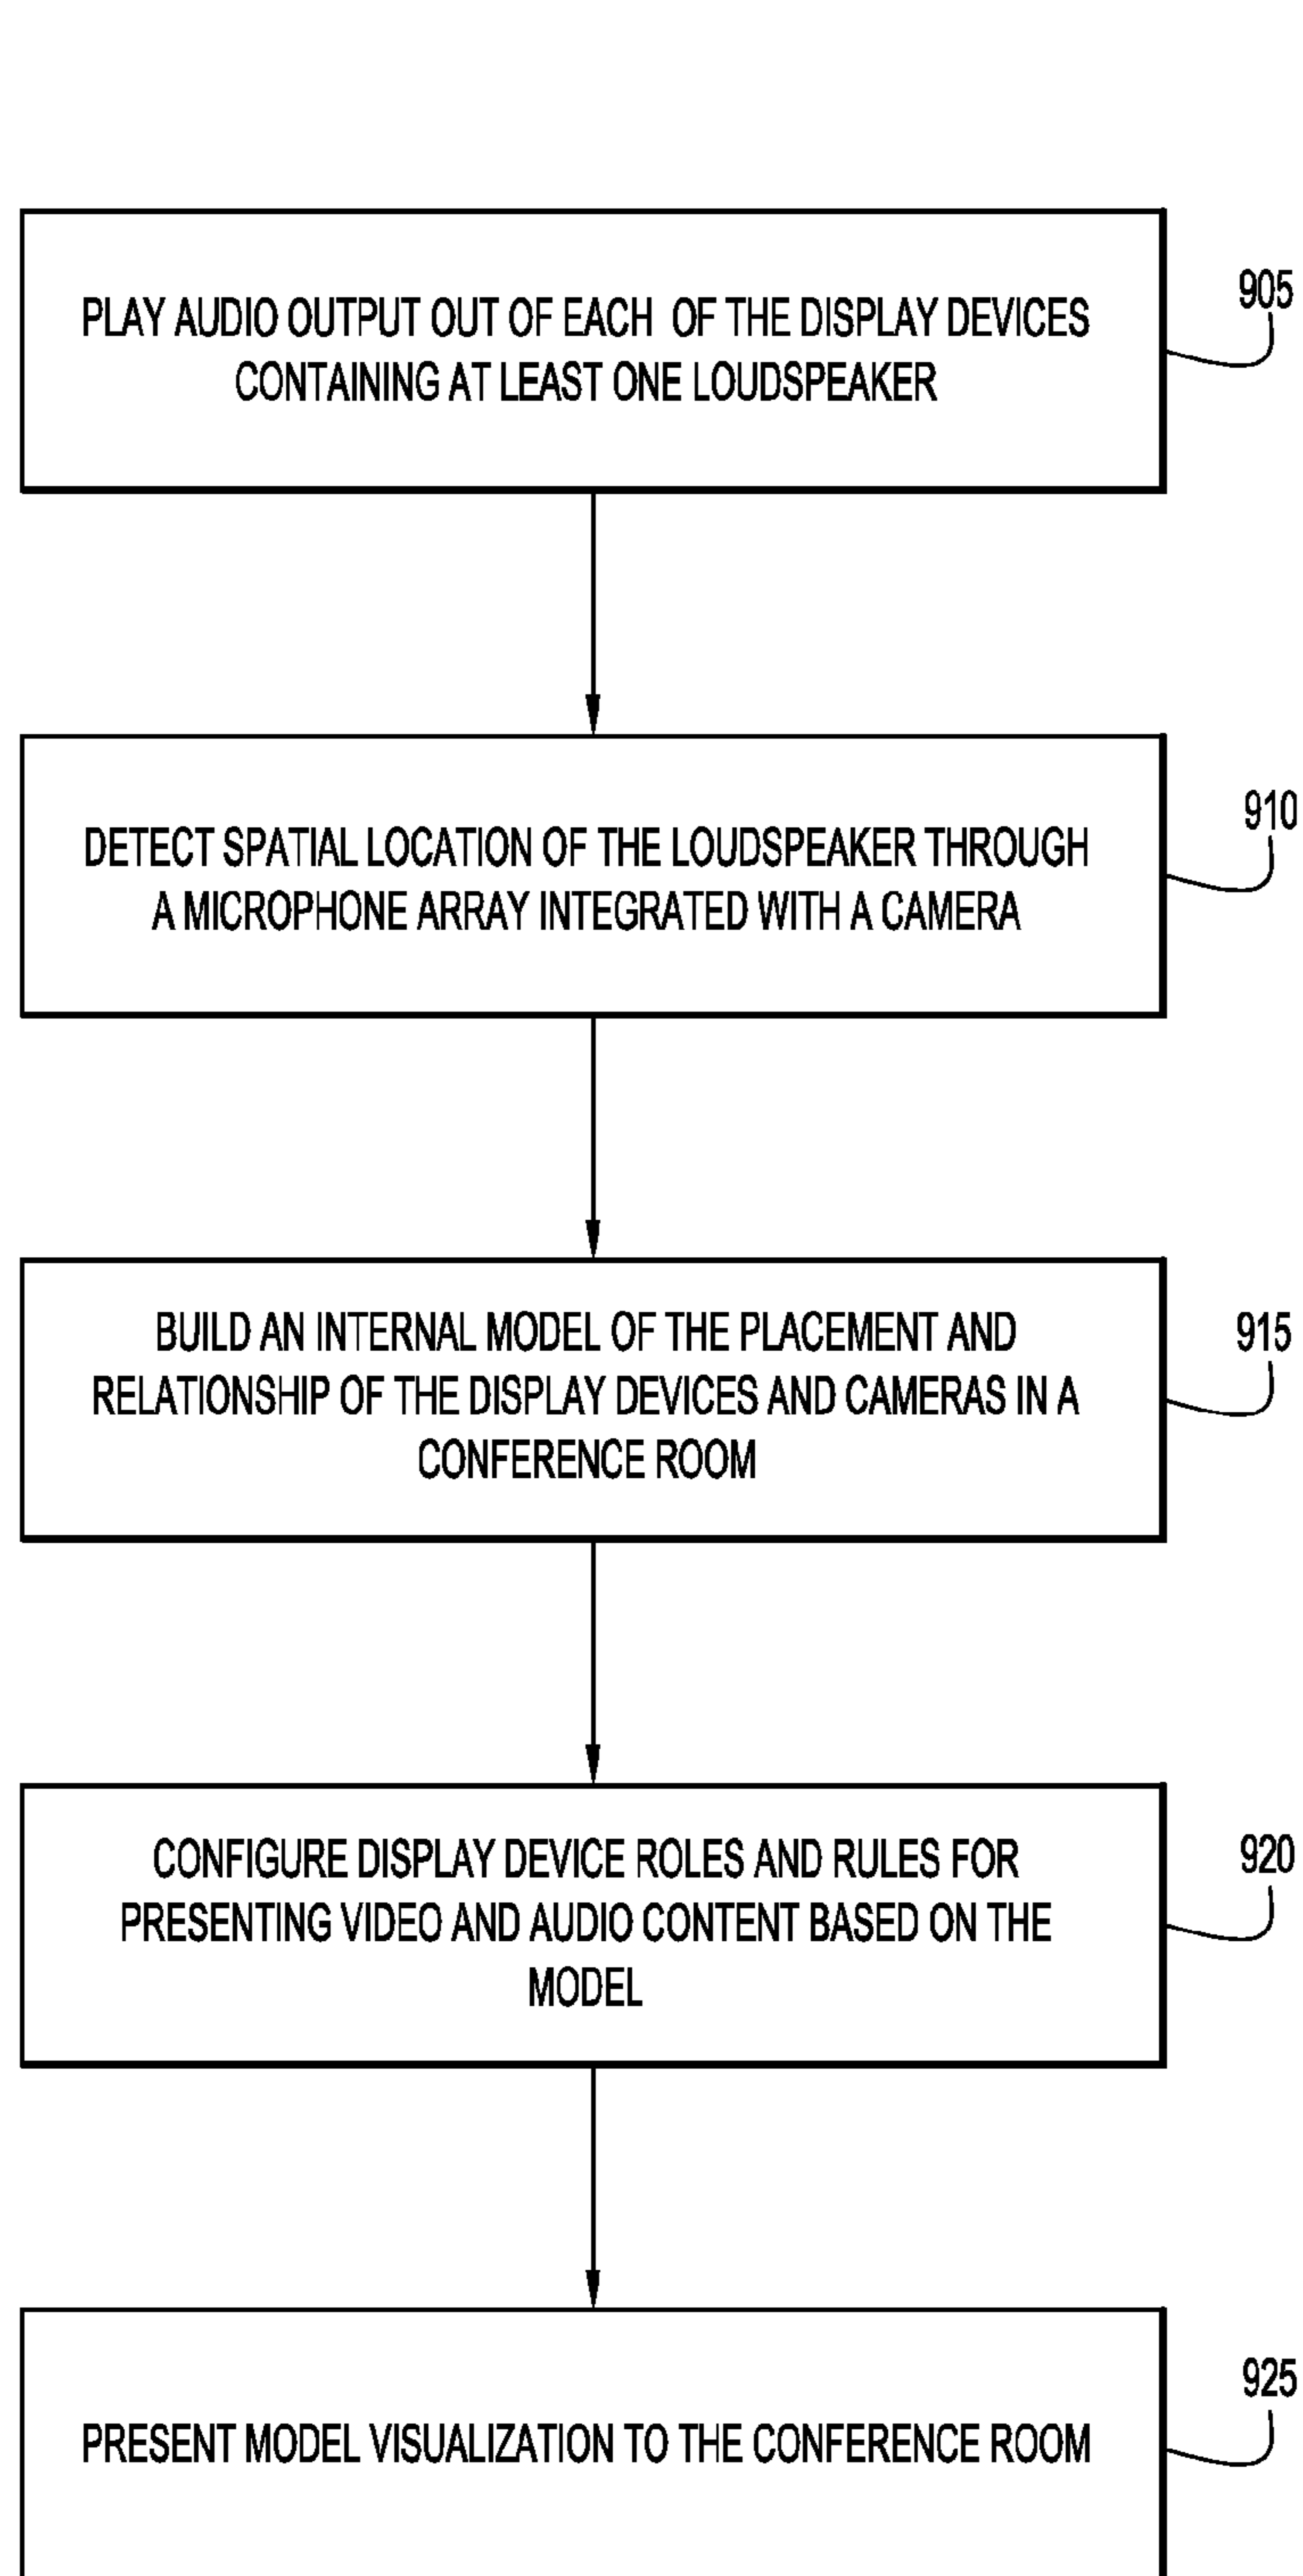 PLAY AUDIO OUTPUT OUT OF EACH OF THE DISPLAY DEVICES
CONTAINING AT LEAST ONE LOUDSPEAKER
905
DETECT SPATIAL LOCATION OF THE LOUDSPEAKER THROUGH
A MICROPHONE ARRAY INTEGRATED WITH A CAMERA
910
BUILD AN INTERNAL MODEL OF THE PLACEMENT AND
RELATIONSHIP OF THE DISPLAY DEVICES AND CAMERAS IN A
CONFERENCE ROOM
915
CONFIGURE DISPLAY DEVICE ROLES AND RULES FOR
PRESENTING VIDEO AND AUDIO CONTENT BASED ON THE
MODEL
920
PRESENT MODEL VISUALIZATION TO THE CONFERENCE ROOM
925